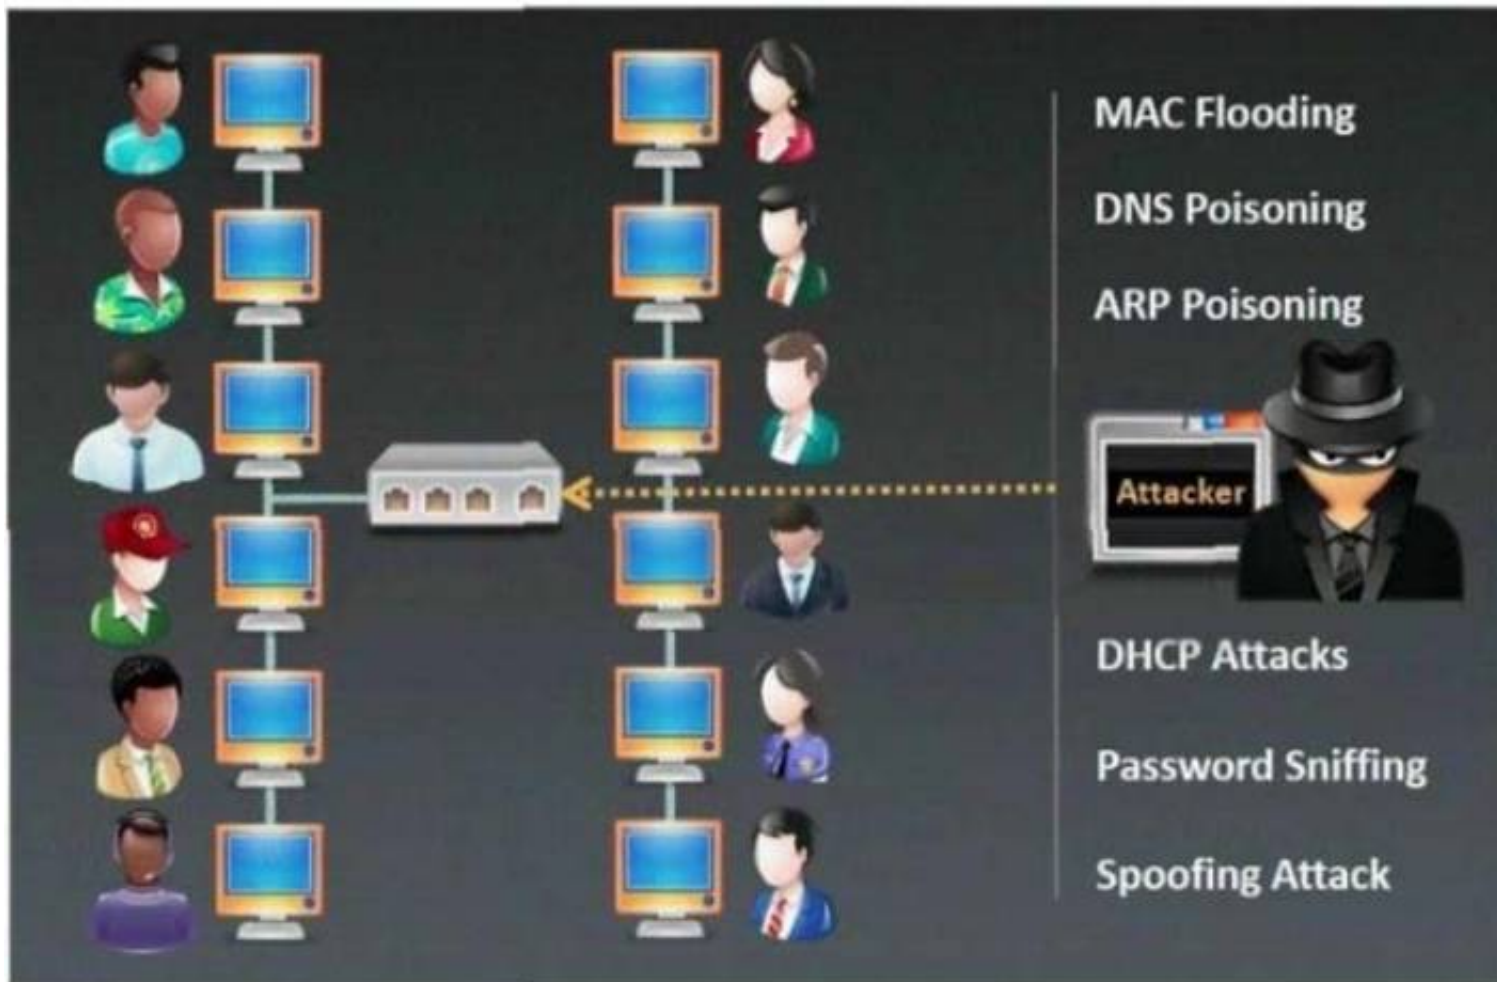 MAC Flooding
DNS Poisoning
ARP Poisoning
Attacker
DHCP Attacks
Password Sniffing
Spoofing Attack